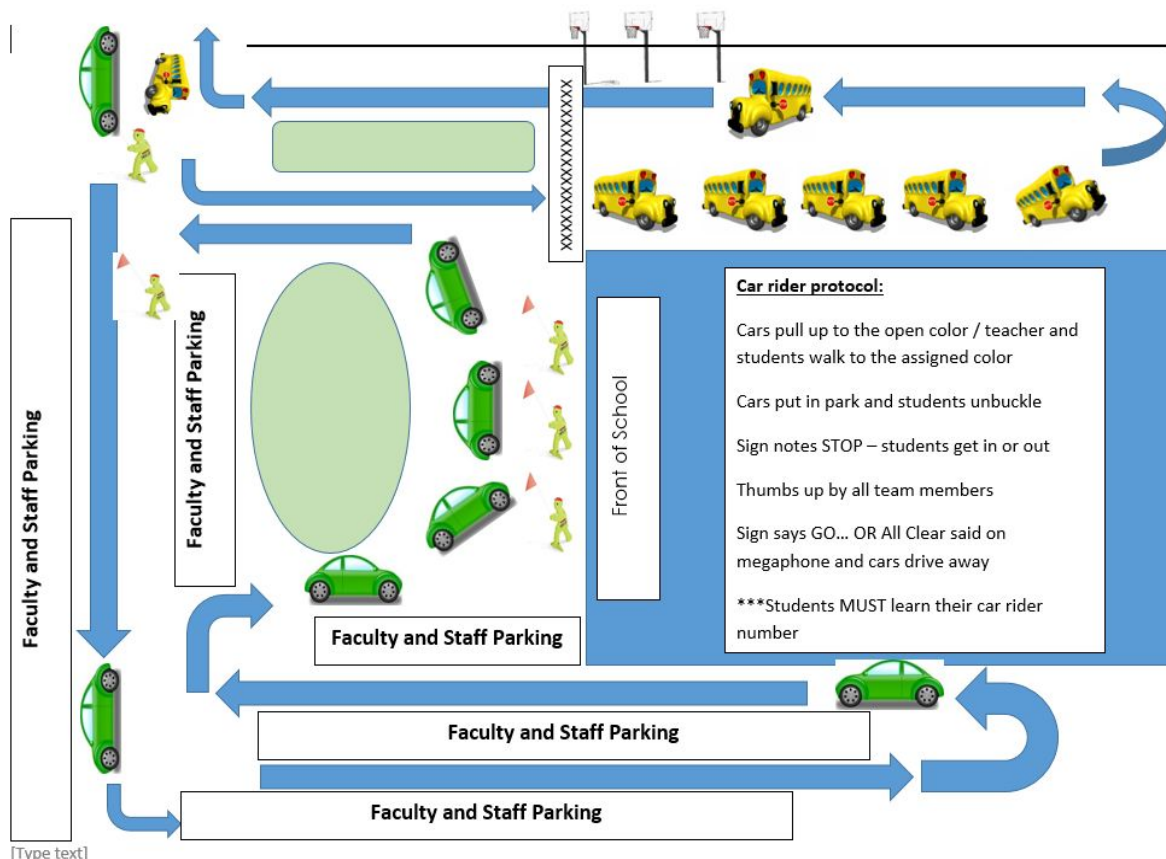 XXXXXXXXXXXXXXXXX
Faculty and Staff Parking
Faculty and Staff Parking
Front of School
Car rider protocol:
Cars pull up to the open color / teacher and
students walk to the assigned color
Cars put in park and students unbuckle
Sign notes STOP – students get in or out
Thumbs up by all team members
Sign says GO... OR All Clear said on
megaphone and cars drive away
***Students MUST learn their car rider
number
Faculty and Staff Parking
Faculty and Staff Parking
Faculty and Staff Parking
[Type text]